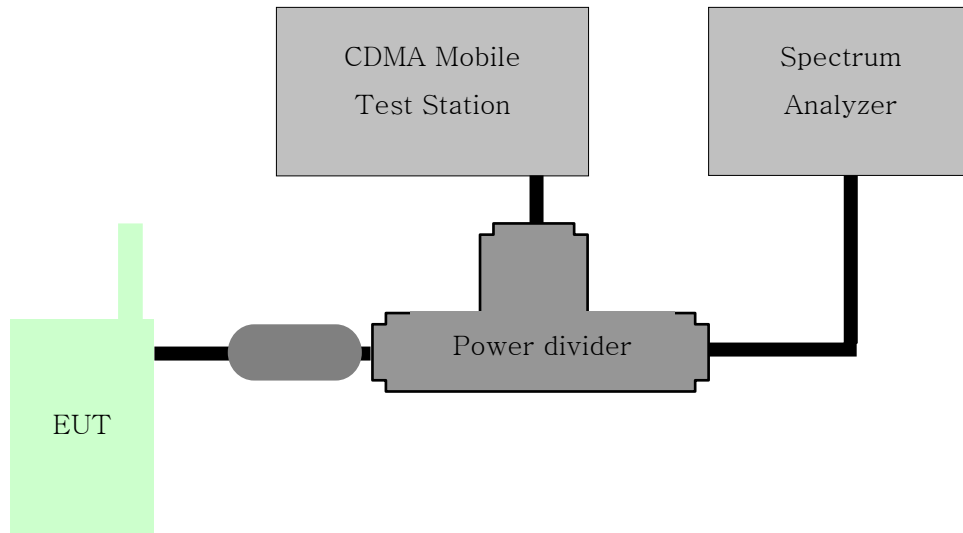 CDMA Mobile
Test Station
Spectrum
Analyzer
Power divider
EUT